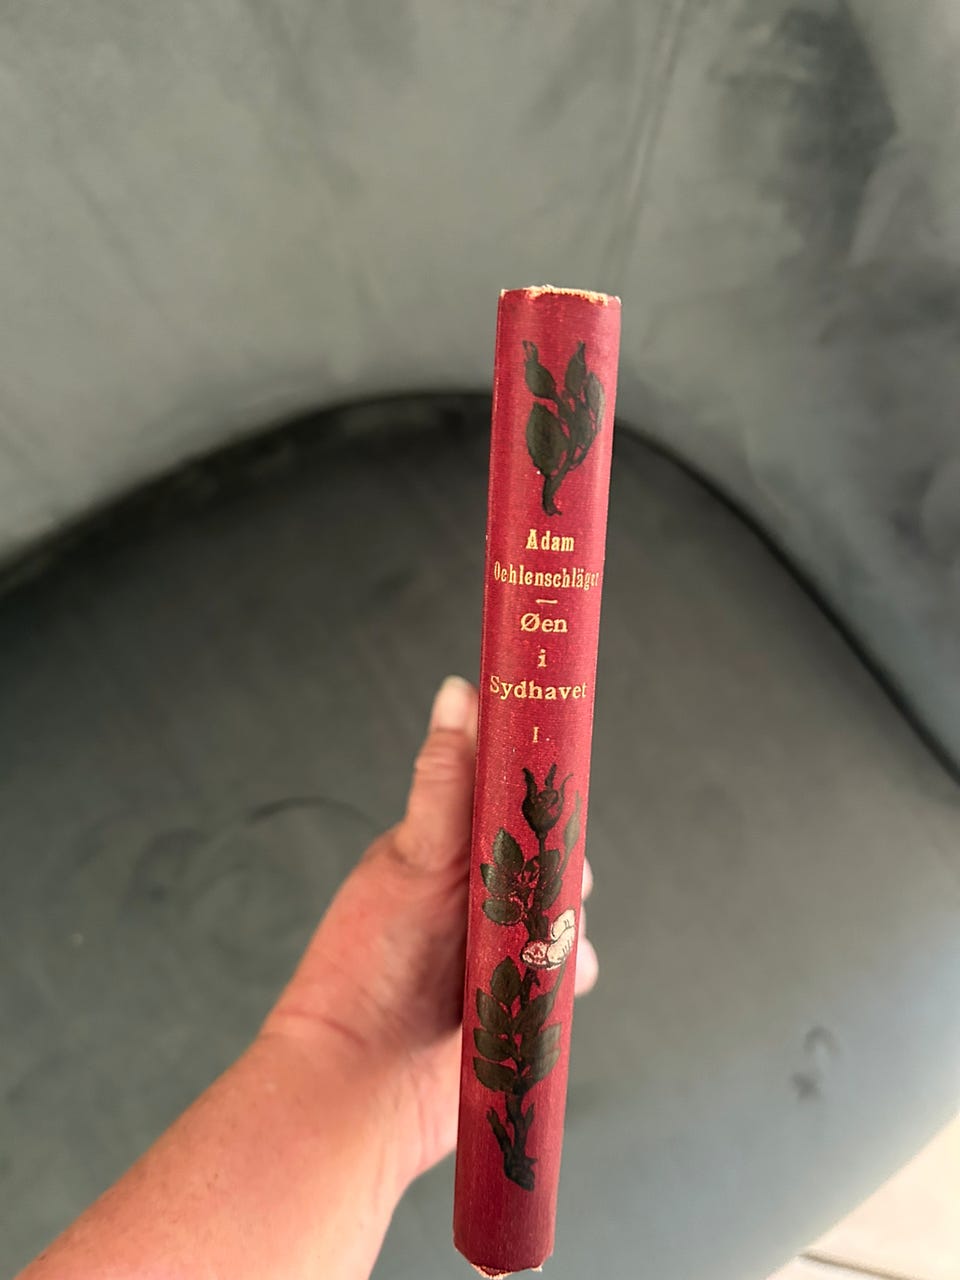 Adam
Oehlenschläger
Øen
i
Sydhavet
I.